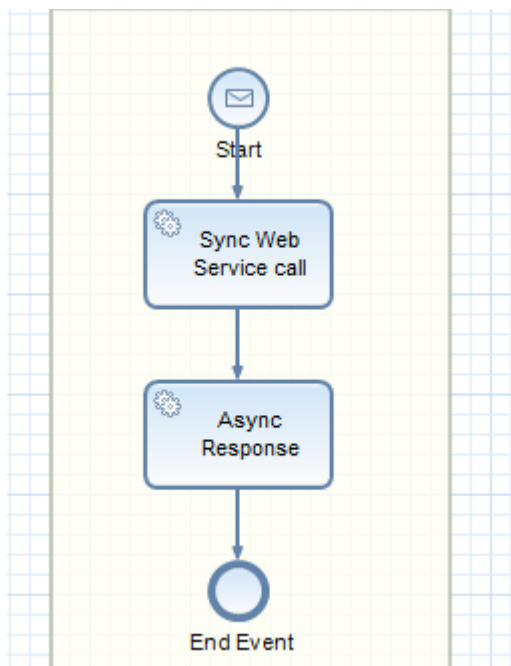 Start
Sync Web
Service call
Async
Response
End Event